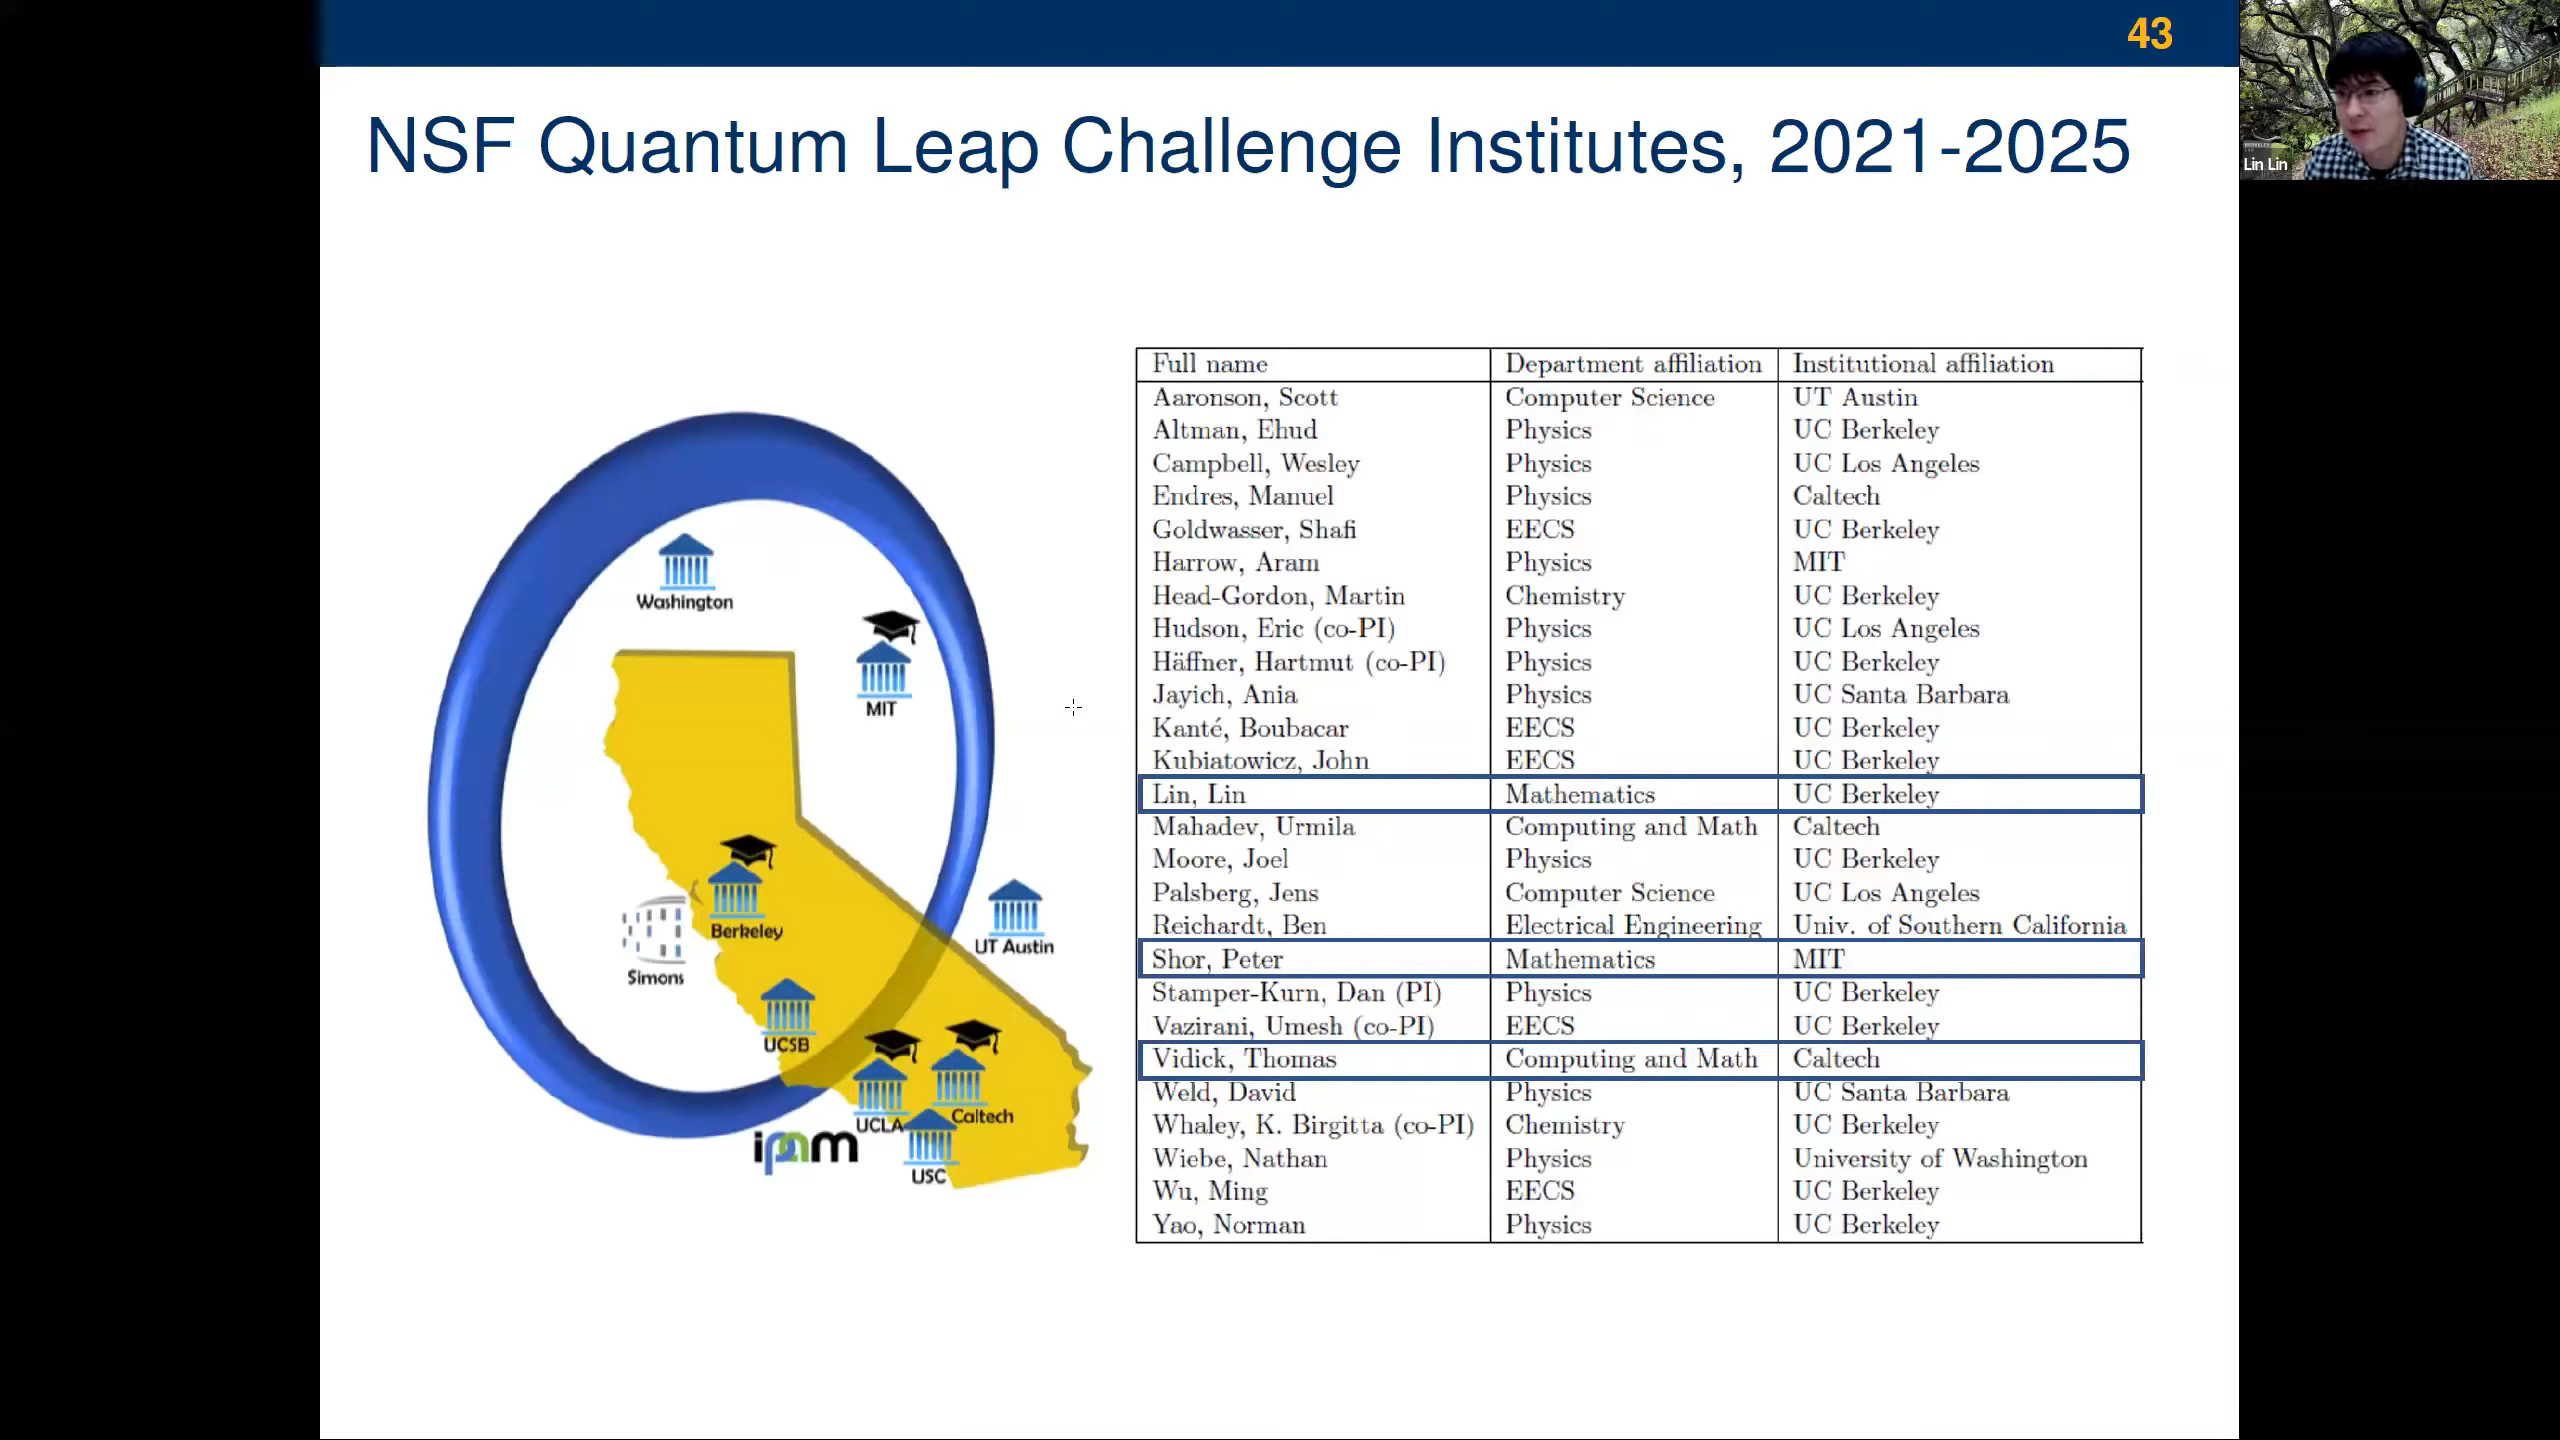 43
NSF Quantum Leap Challenge Institutes, 2021-2025
Lin Lin
Washington
MIT
Berkeley
Simons
UT Austin
UCSB
UCLA
Caltech
ipam
USC
Full name Department affiliation Institutional affiliation
Aaronson, Scott Computer Science UT Austin
Altman, Ehud Physics UC Berkeley
Campbell, Wesley Physics UC Los Angeles
Endres, Manuel Physics Caltech
Goldwasser, Shafi EECS UC Berkeley
Harrow, Aram Physics MIT
Head-Gordon, Martin Chemistry UC Berkeley
Hudson, Eric (co-PI) Physics UC Los Angeles
Häffner, Hartmut (co-PI) Physics UC Berkeley
Jayich, Ania Physics UC Santa Barbara
Kanté, Boubacar EECS UC Berkeley
Kubiatowicz, John EECS UC Berkeley
Lin, Lin Mathematics UC Berkeley
Mahadev, Urmila Computing and Math Caltech
Moore, Joel Physics UC Berkeley
Palsberg, Jens Computer Science UC Los Angeles
Reichardt, Ben Electrical Engineering Univ. of Southern California
Shor, Peter Mathematics MIT
Stamper-Kurn, Dan (PI) Physics UC Berkeley
Vazirani, Umesh (co-PI) EECS UC Berkeley
Vidick, Thomas Computing and Math Caltech
Weld, David Physics UC Santa Barbara
Whaley, K. Birgitta (co-PI) Chemistry UC Berkeley
Wiebe, Nathan Physics University of Washington
Wu, Ming EECS UC Berkeley
Yao, Norman Physics UC Berkeley